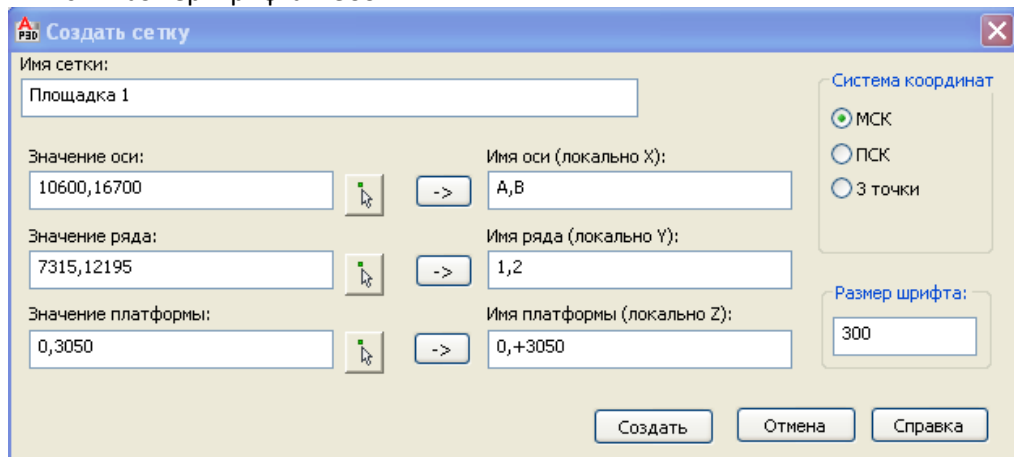 Создать сетку
Имя сетки:
Площадка 1
Система координат
МСК
ПСК
3 точки
Значение оси:
Имя оси (локально X):
10600,16700
->
A,B
Значение ряда:
Имя ряда (локально Y):
7315,12195
->
1,2
Размер шрифта:
300
Значение платформы:
Имя платформы (локально Z):
0,3050
->
0,+3050
Создать
Отмена
Справка